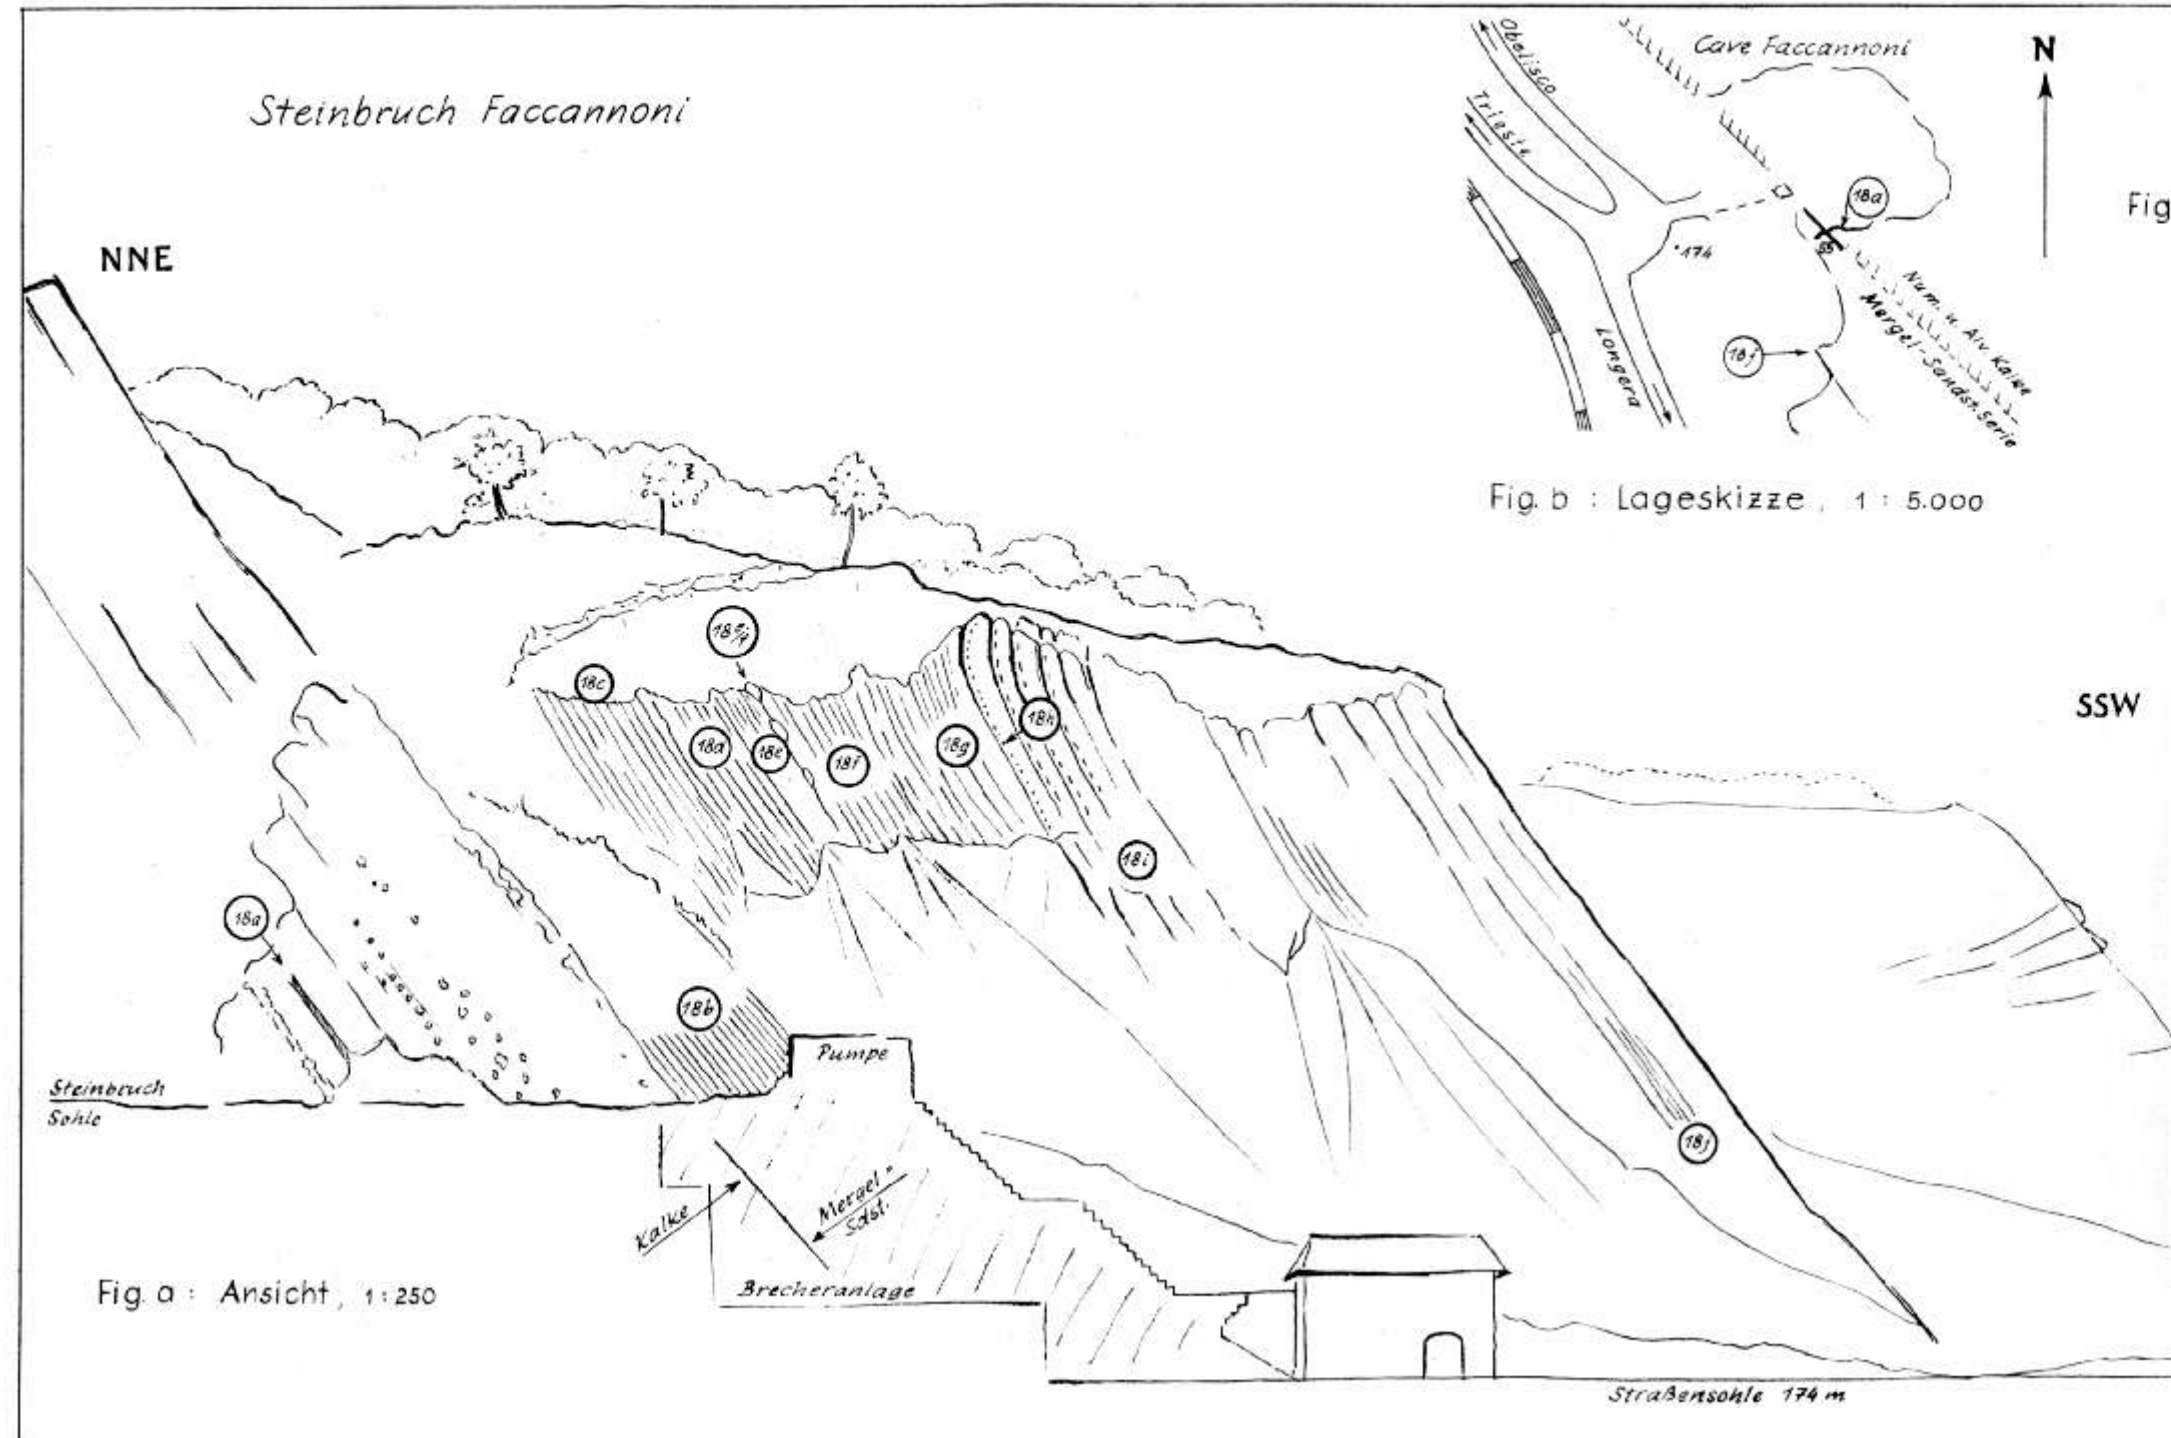 Steinbruch Faccannoni
Cave Faccannoni
N
Obelisco
Trieste
18a
55
174
Fig
Num. u. Alv. Kalke
Mergel-Sandst. serie
18j
Longera
Fig. b : Lageskizze, 1 : 5.000
NNE
SSW
18c
18d
18e
18f
18g
18h
18i
18a
18b
18j
Pumpe
Steinbruch
Sohle
Kalke
Mergel-
Sdst.
Brecheranlage
Fig. a : Ansicht, 1:250
Straßensohle 174 m